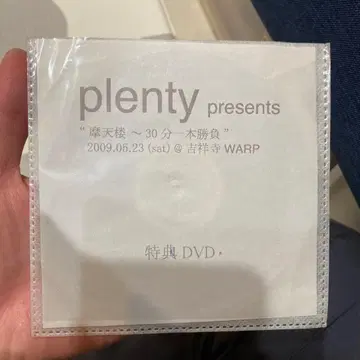 plenty presents
"摩天楼 〜30分一本勝負"
2009.05.23 (sat) @ 吉祥寺 WARP
特典 DVD・